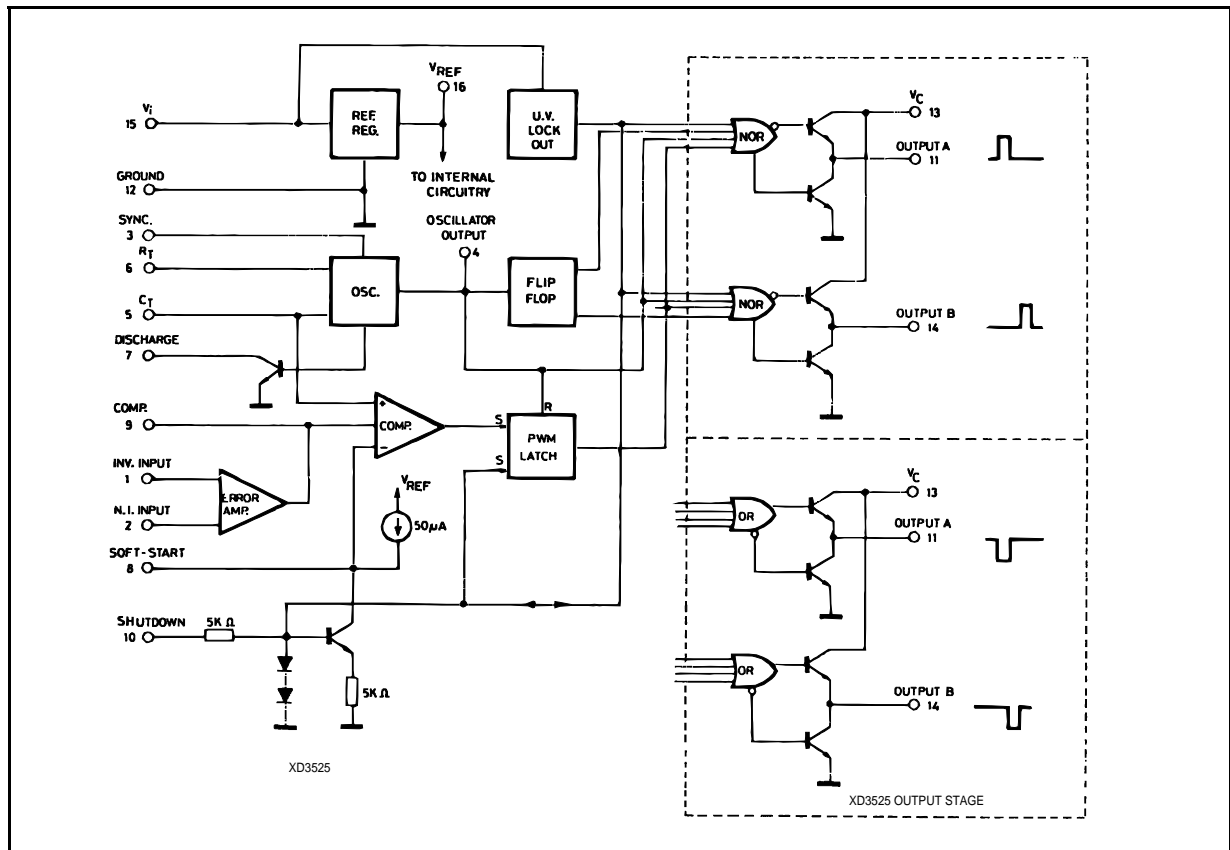 Vi
15
REF.
REG.
VREF
16
U.V.
LOCK
OUT
TO INTERNAL
CIRCUITRY
GROUND
12
SYNC.
3
RT
6
CT
5
OSC.
OSCILLATOR
OUTPUT
4
FLIP
FLOP
DISCHARGE
7
COMP.
9
+
COMP.
−
S
R
S
PWM
LATCH
INV. INPUT
1
ERROR
AMP.
N.I. INPUT
2
VREF
50µA
SOFT-START
8
SHUTDOWN
10
5K Ω
5K Ω
XD3525
NOR
VC
13
OUTPUT A
11
NOR
OUTPUT B
14
OR
VC
13
OUTPUT A
11
OR
OUTPUT B
14
XD3525 OUTPUT STAGE